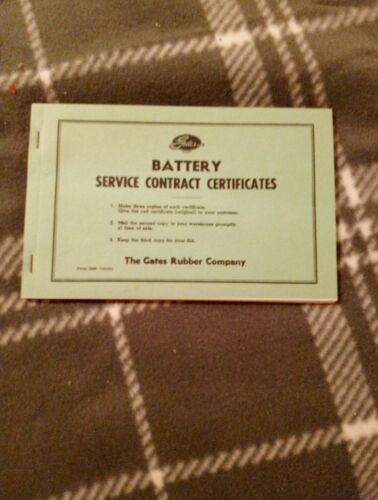 Gates
BATTERY
SERVICE CONTRACT CERTIFICATES
1. Make three copies of each certificate.
Give the red certificate (original) to your customer.
2. Mail the second copy to your warehouse promptly
at time of sale.
3. Keep the third copy for your file.
The Gates Rubber Company